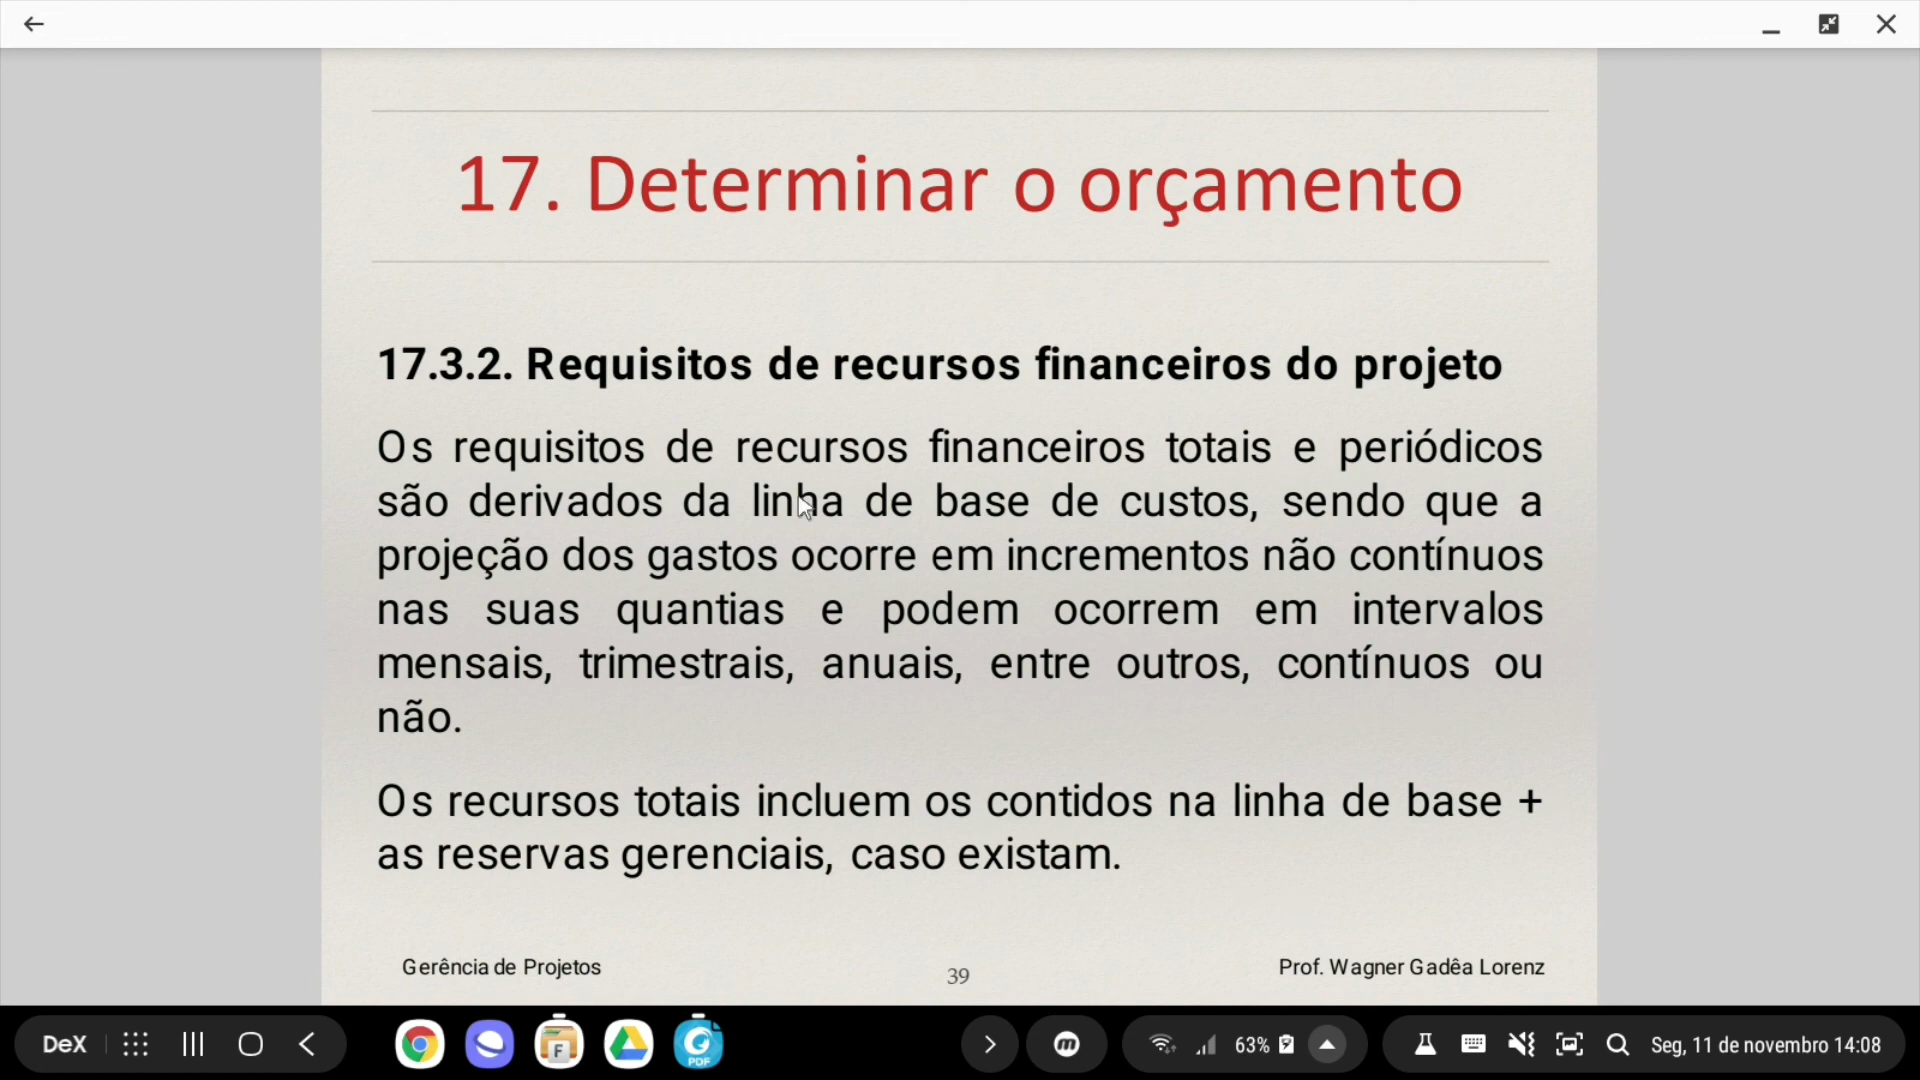 17. Determinar o orçamento
17.3.2. Requisitos de recursos financeiros do projeto
Os requisitos de recursos financeiros totais e periódicos
são derivados da linha de base de custos, sendo que a
projeção dos gastos ocorre em incrementos não contínuos
nas suas quantias e podem ocorrem em intervalos
mensais, trimestrais, anuais, entre outros, contínuos ou
não.
Os recursos totais incluem os contidos na linha de base +
as reservas gerenciais, caso existam.
Gerência de Projetos
39
Prof. Wagner Gadêa Lorenz
DeX
F
PDF
m
63%
Seg, 11 de novembro 14:08